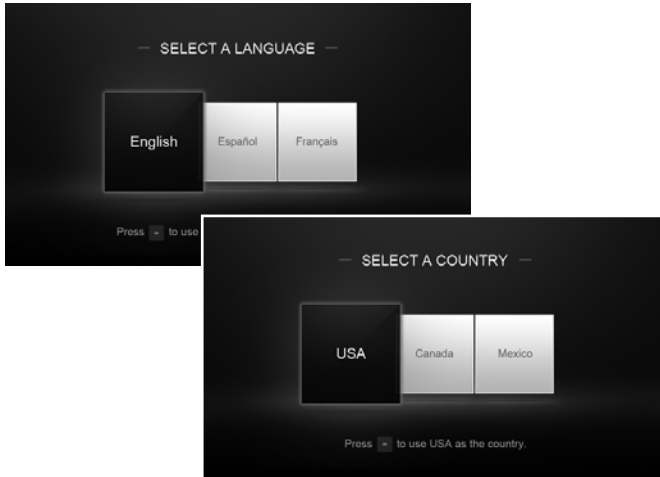 SELECT A LANGUAGE
English Español Français
Press - to use
SELECT A COUNTRY
USA Canada Mexico
Press - to use USA as the country.